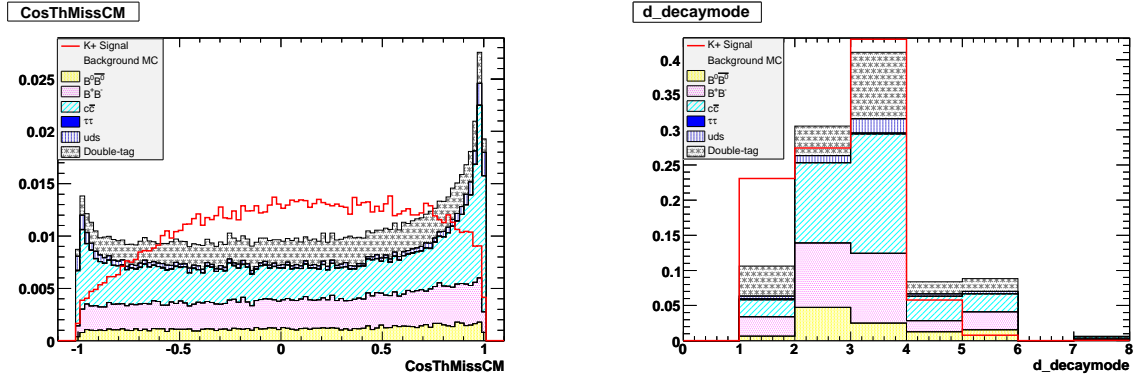 CosThMissCM
K+ Signal
Background MC
B⁰B̅⁰
B⁺B⁻
cc̅
ττ
uds
Double-tag
0.025
0.02
0.015
0.01
0.005
0
-1 -0.5 0 0.5 1
CosThMissCM
d_decaymode
K+ Signal
Background MC
B⁰B̅⁰
B⁺B⁻
cc̅
ττ
uds
Double-tag
0.4
0.35
0.3
0.25
0.2
0.15
0.1
0.05
0
0 1 2 3 4 5 6 7 8
d_decaymode